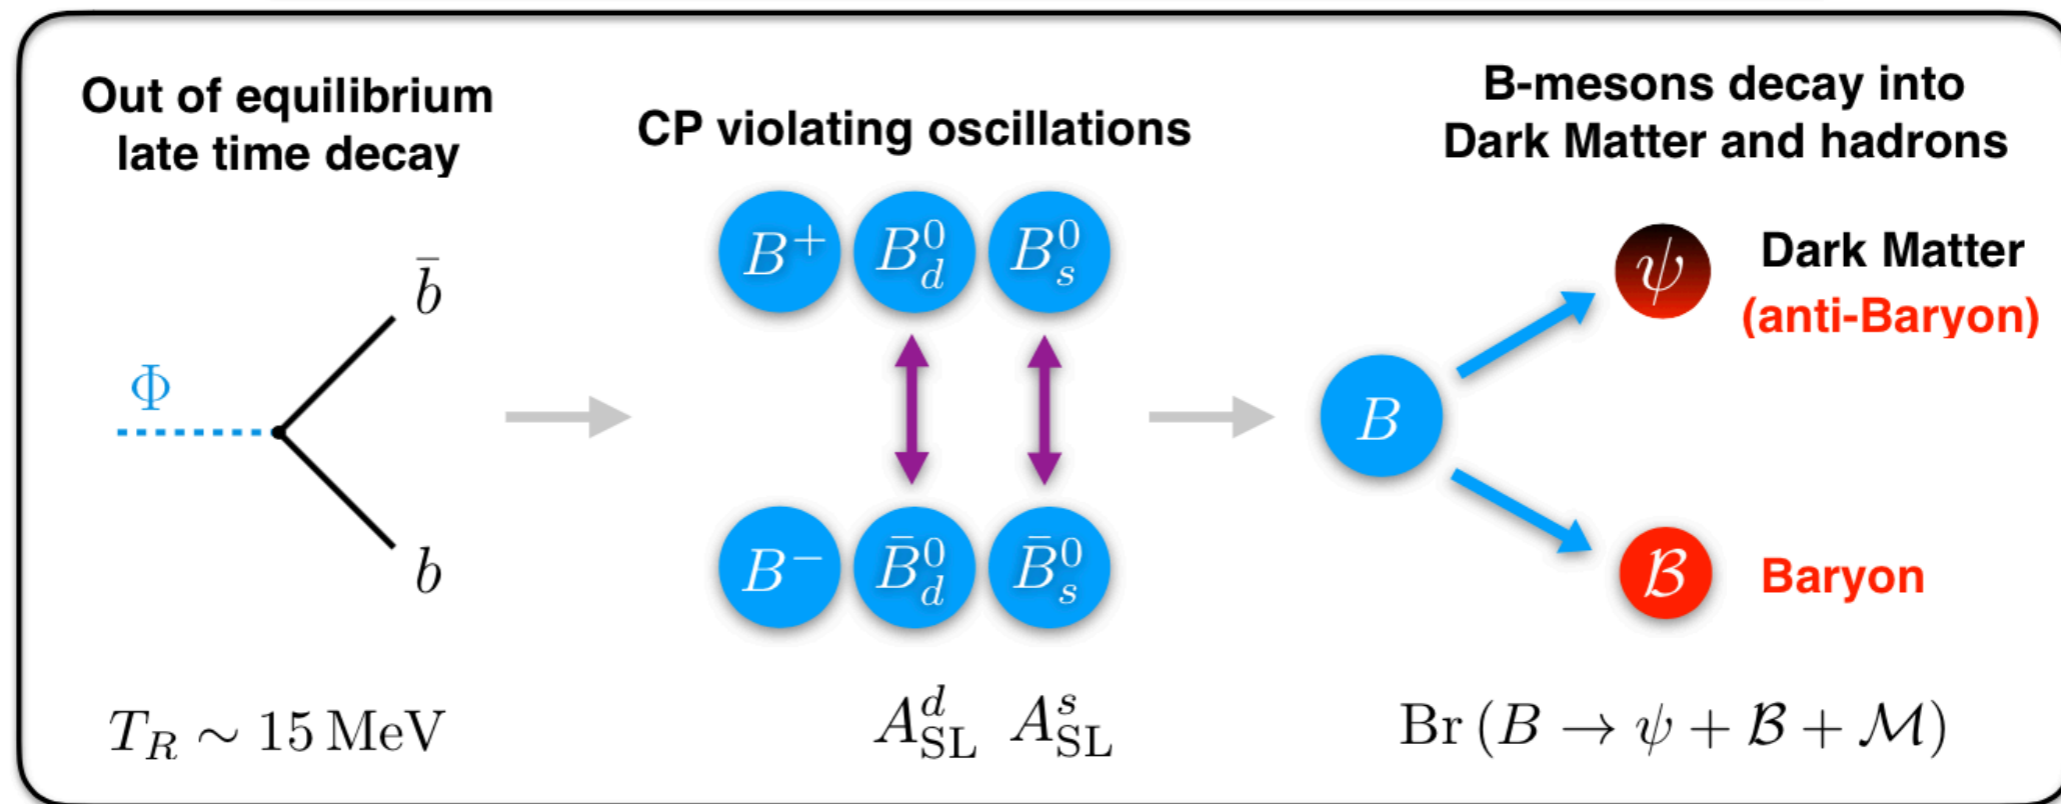 Out of equilibrium
late time decay
Φ
b̄
b
T_R ∼ 15 MeV
CP violating oscillations
B⁺ B⁰_d B⁰_s
B⁻ B̄⁰_d B̄⁰_s
A^d_SL A^s_SL
B-mesons decay into
Dark Matter and hadrons
ψ Dark Matter
(anti-Baryon)
B
ℬ Baryon
Br (B → ψ + ℬ + ℳ)